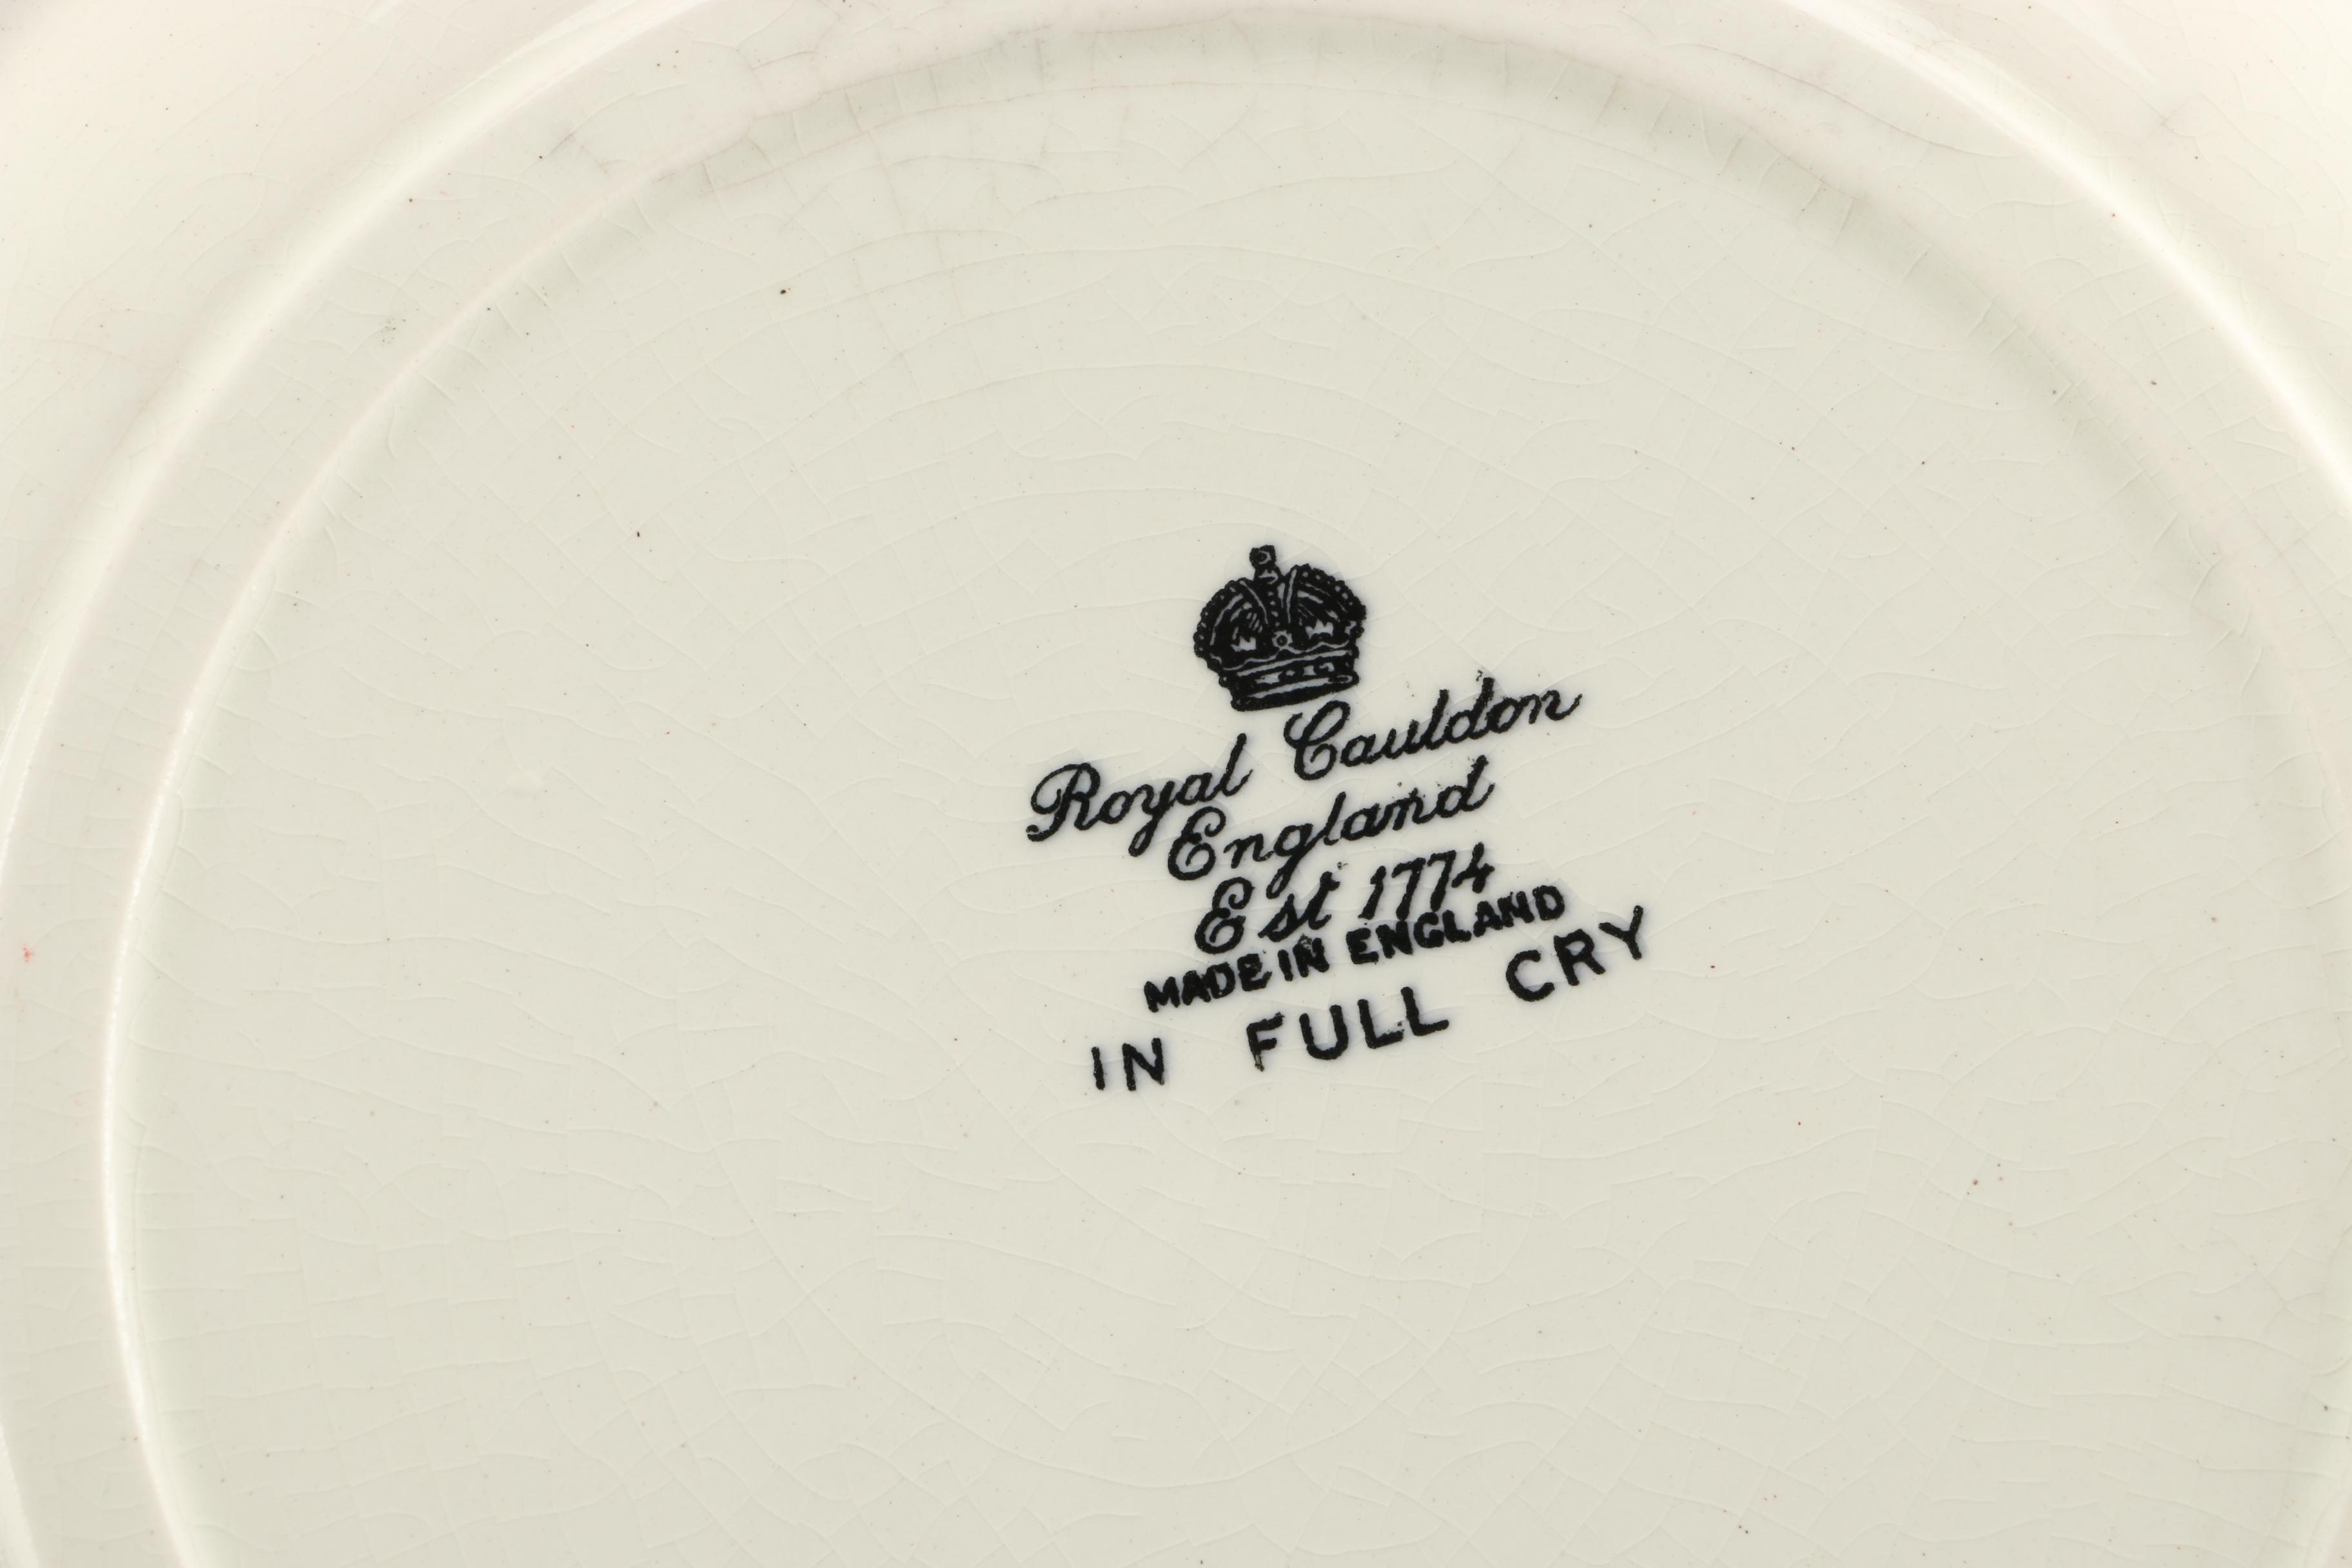 Royal Cauldon
England
Est 1774
MADE IN ENGLAND
IN FULL CRY